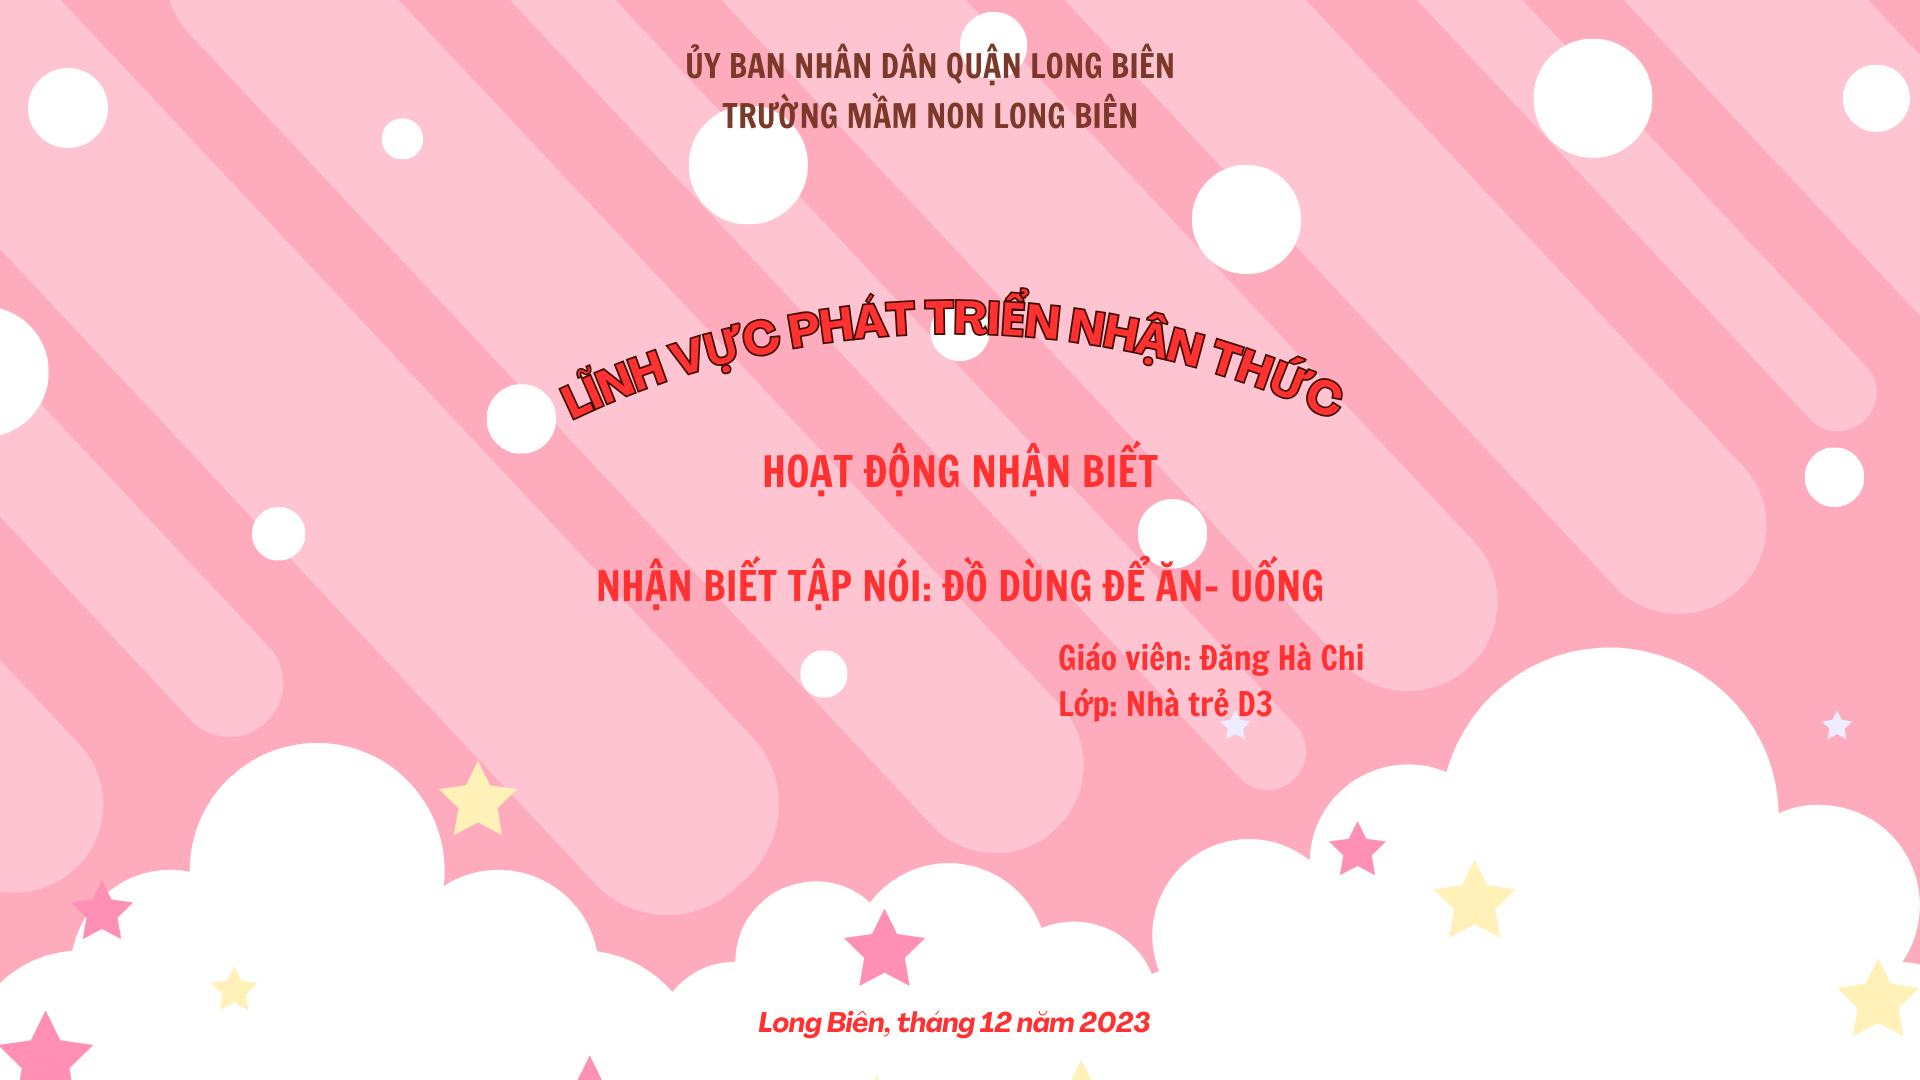 ỦY BAN NHÂN DÂN QUẬN LONG BIÊN
TRƯỜNG MẦM NON LONG BIÊN
LĨNH VỰC PHÁT TRIỂN NHẬN THỨC
HOẠT ĐỘNG NHẬN BIẾT
NHẬN BIẾT TẬP NÓI: ĐỒ DÙNG ĐỂ ĂN- UỐNG
Giáo viên: Đăng Hà Chi
Lớp: Nhà trẻ D3
Long Biên, tháng 12 năm 2023